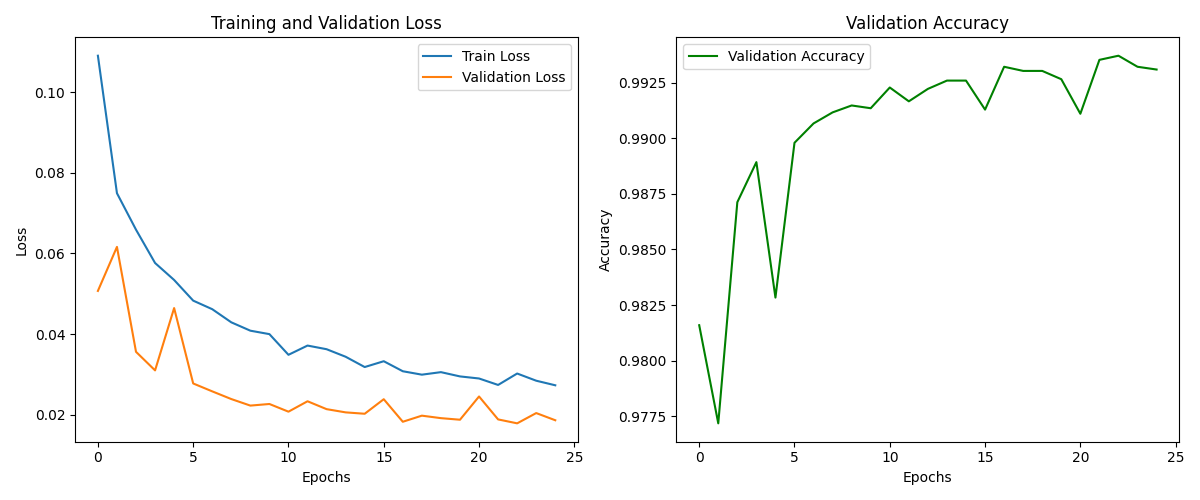 Training and Validation Loss
Train Loss
Validation Loss
0.10
0.08
0.06
0.04
0.02
Loss
0 5 10 15 20 25
Epochs
Validation Accuracy
Validation Accuracy
0.9925
0.9900
0.9875
0.9850
0.9825
0.9800
0.9775
Accuracy
0 5 10 15 20 25
Epochs